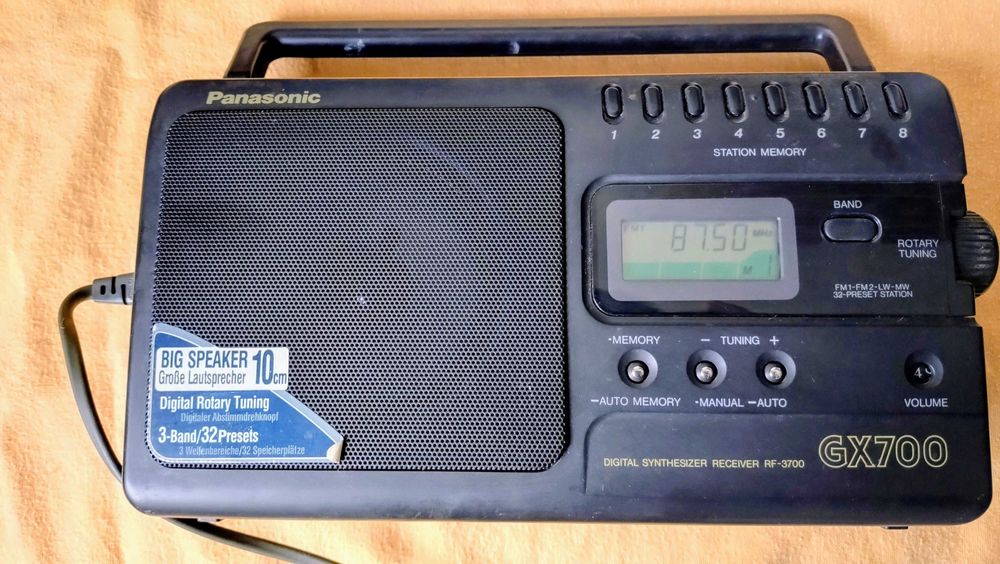 Panasonic
1 2 3 4 5 6 7 8
STATION MEMORY
FM1
87.50 MHz
M 1
BAND
ROTARY
TUNING
FM1-FM2-LW-MW
32-PRESET STATION
•MEMORY
− TUNING +
−AUTO MEMORY
•MANUAL −AUTO
VOLUME
BIG SPEAKER 10cm
Große Lautsprecher
Digital Rotary Tuning
Digitaler Abstimmdrehknopf
3-Band/32Presets
3 Wellenbereiche/32 Speicherplätze
DIGITAL SYNTHESIZER RECEIVER RF-3700
GX700